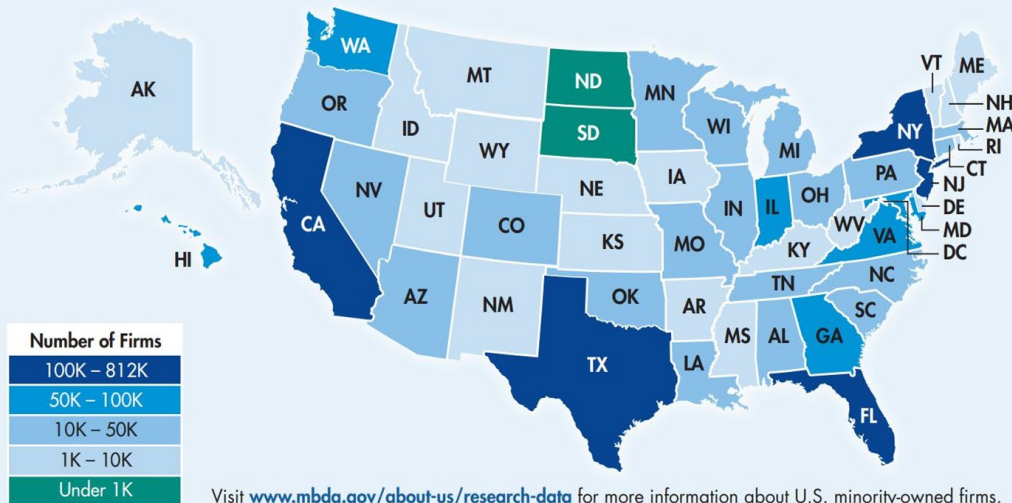 AK
WA
OR
CA
HI
MT
ID
NV
UT
AZ
WY
CO
NM
ND
SD
NE
KS
OK
TX
MN
IA
MO
AR
LA
WI
IN
IL
MI
OH
KY
TN
MS
AL
GA
FL
SC
NC
VA
WV
PA
NY
VT
ME
NH
MA
RI
CT
NJ
DE
MD
DC
Number of Firms
100K – 812K
50K – 100K
10K – 50K
1K – 10K
Under 1K
Visit www.mbda.gov/about-us/research-data for more information about U.S. minority-owned firms.